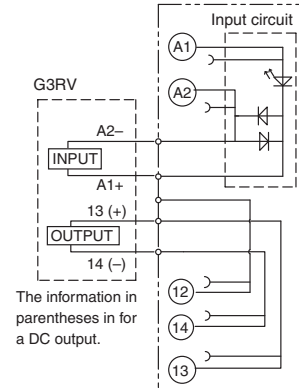 Input circuit
A1
G3RV
A2
A2–
INPUT
A1+
13 (+)
OUTPUT
14 (–)
12
The information in
parentheses in for
a DC output.
14
13